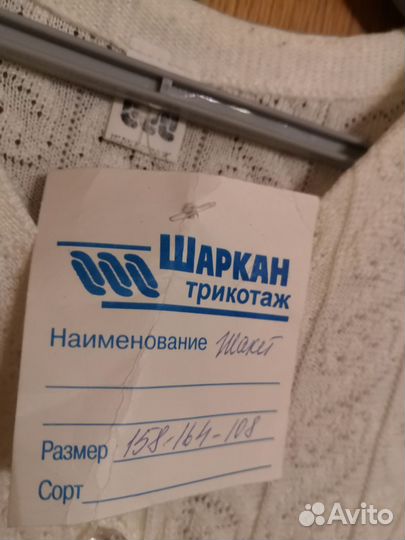 ШАРКАН
трикотаж
Наименование Жакет
Размер 158-164-108
Сорт
Avito